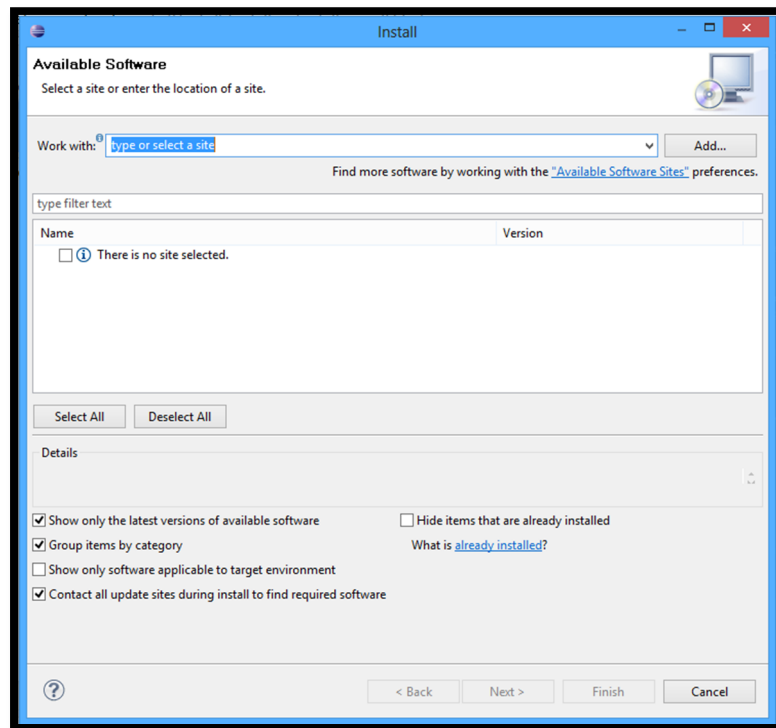 Install
Available Software
Select a site or enter the location of a site.
Work with: type or select a site Add...
Find more software by working with the "Available Software Sites" preferences.
type filter text
Name Version
There is no site selected.
Select All Deselect All
Details
Show only the latest versions of available software Hide items that are already installed
Group items by category What is already installed?
Show only software applicable to target environment
Contact all update sites during install to find required software
< Back Next > Finish Cancel